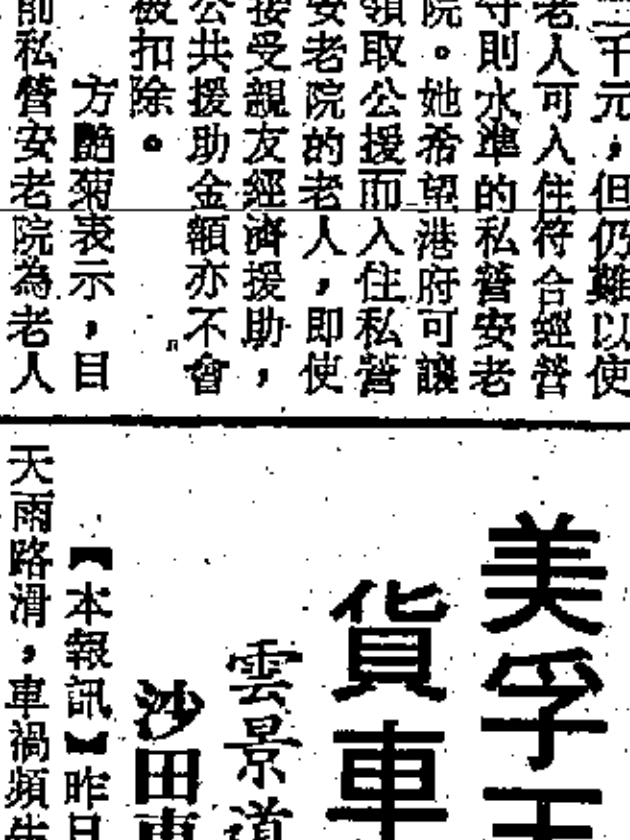 二千元，但仍難以使
老人可入住符合經營
守則水準的私營安老
院。她希望港府可讓
領取公援而入住私營
安老院的老人，即使
接受親友經濟援助，
公共援助金額亦不會
被扣除。
方艷菊表示，目
前私營安老院為老人
美孚
貨車
雲景道
沙田
【本報訊】昨日
天雨路滑，車禍頻生